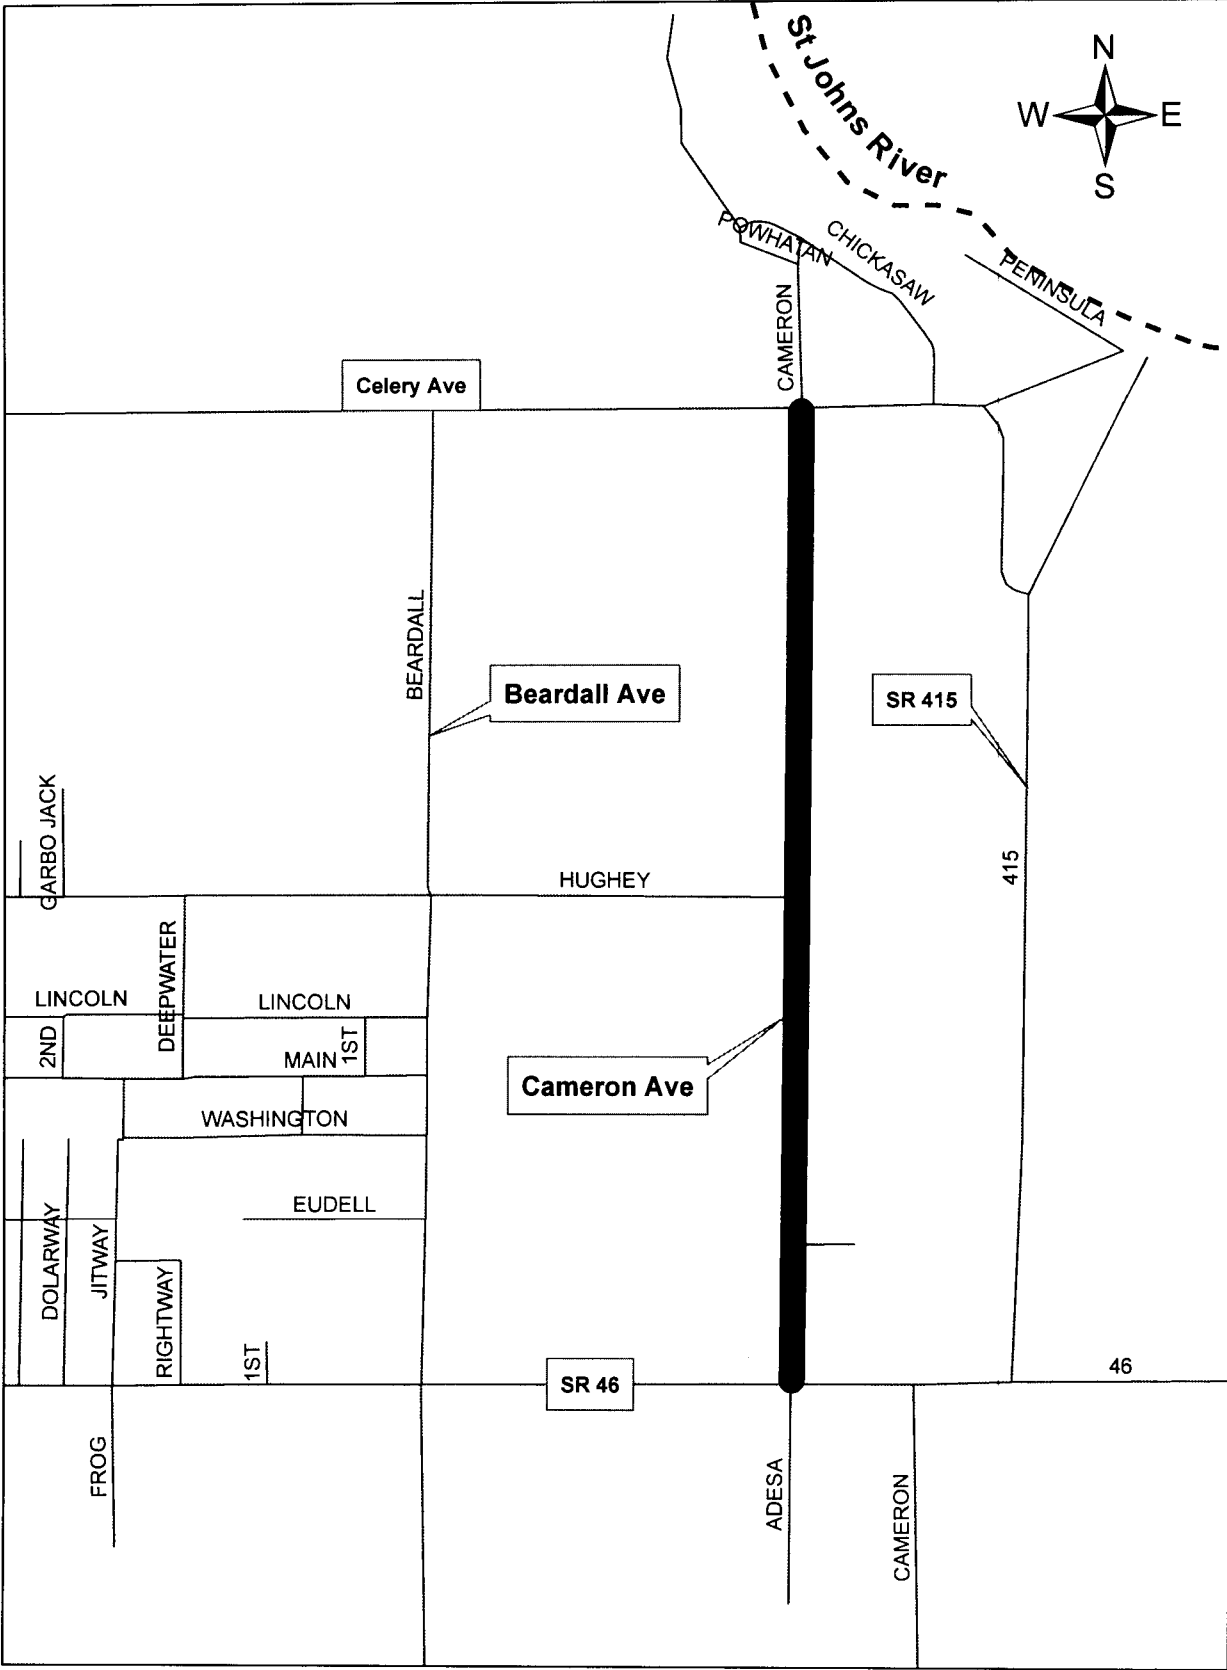 St Johns River
N
W E
S
POWHATAN
CHICKASAW
PENINSULA
CAMERON
Celery Ave
BEARDALL
Beardall Ave
SR 415
GARBO JACK
415
HUGHEY
DEEPWATER
LINCOLN
LINCOLN
2ND
MAIN
1ST
Cameron Ave
WASHINGTON
EUDELL
DOLARWAY
JITWAY
RIGHTWAY
1ST
SR 46
46
FROG
ADESA
CAMERON